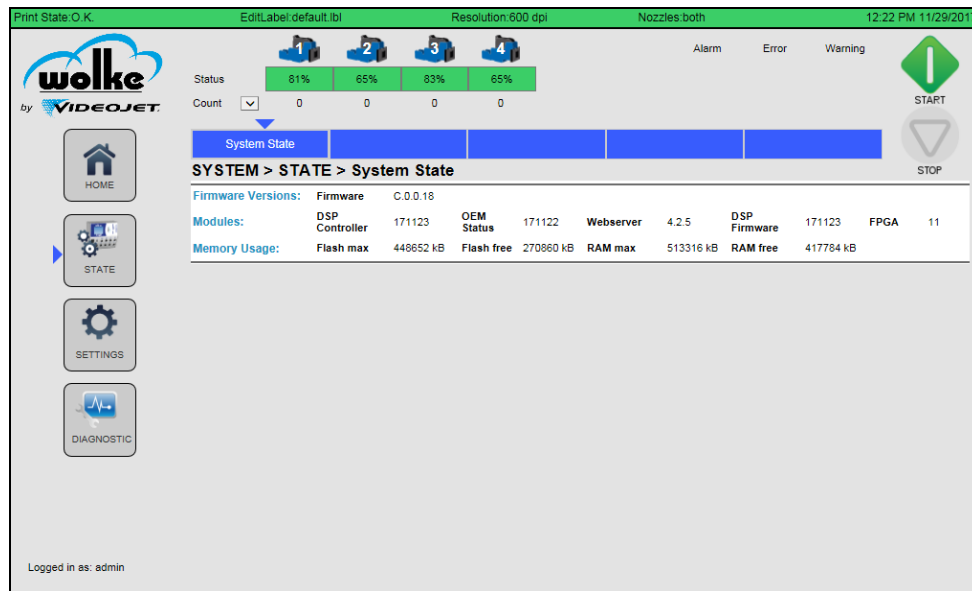 Print State:O.K. EditLabel:default.lbl Resolution:600 dpi Nozzles:both 12:22 PM 11/29/201
1 2 3 4 Alarm Error Warning
wolke
by VIDEOJET.
Status 81% 65% 83% 65%
Count 0 0 0 0
START
System State
STOP
SYSTEM > STATE > System State
HOME
Firmware Versions: Firmware C.0.0.18
Modules: DSP Controller 171123 OEM Status 171122 Webserver 4.2.5 DSP Firmware 171123 FPGA 11
Memory Usage: Flash max 448652 kB Flash free 270860 kB RAM max 513316 kB RAM free 417784 kB
STATE
SETTINGS
DIAGNOSTIC
Logged in as: admin